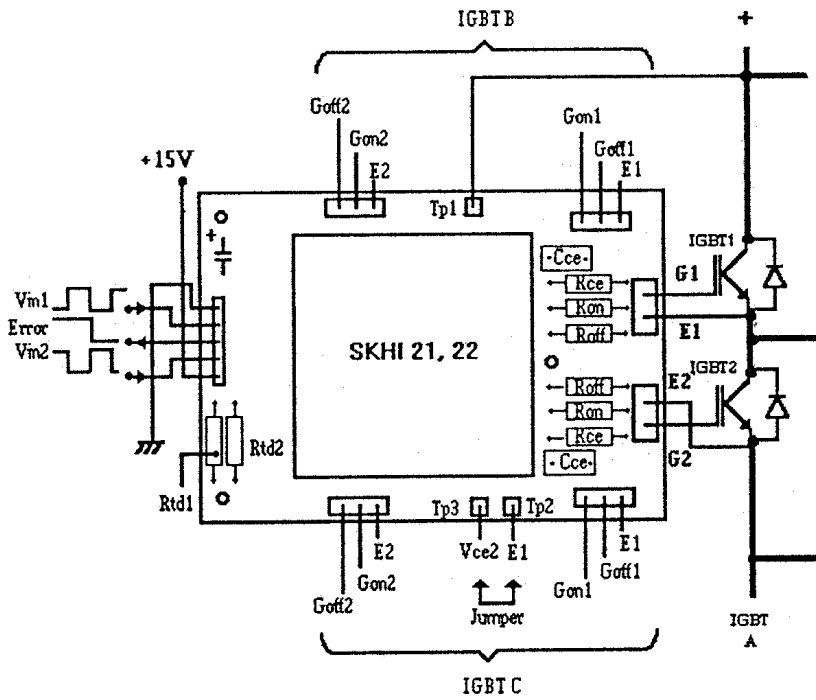 IGBT B
+
Goff2
Gon2
E2
Gon1
Goff1
E1
+15V
Tp1
+
IGBT1
-Cce-
Rce
G1
Vin1
Ron
Error
Roff
E1
Vin2
SKHI 21, 22
IGBT2
Roff
E2
Ron
Rce
G2
-Cce-
Rtd2
Rtd1
Tp3
Tp2
E2
Vce2
E1
E1
Gon2
Goff1
Goff2
Gon1
Jumper
IGBT
A
IGBT C